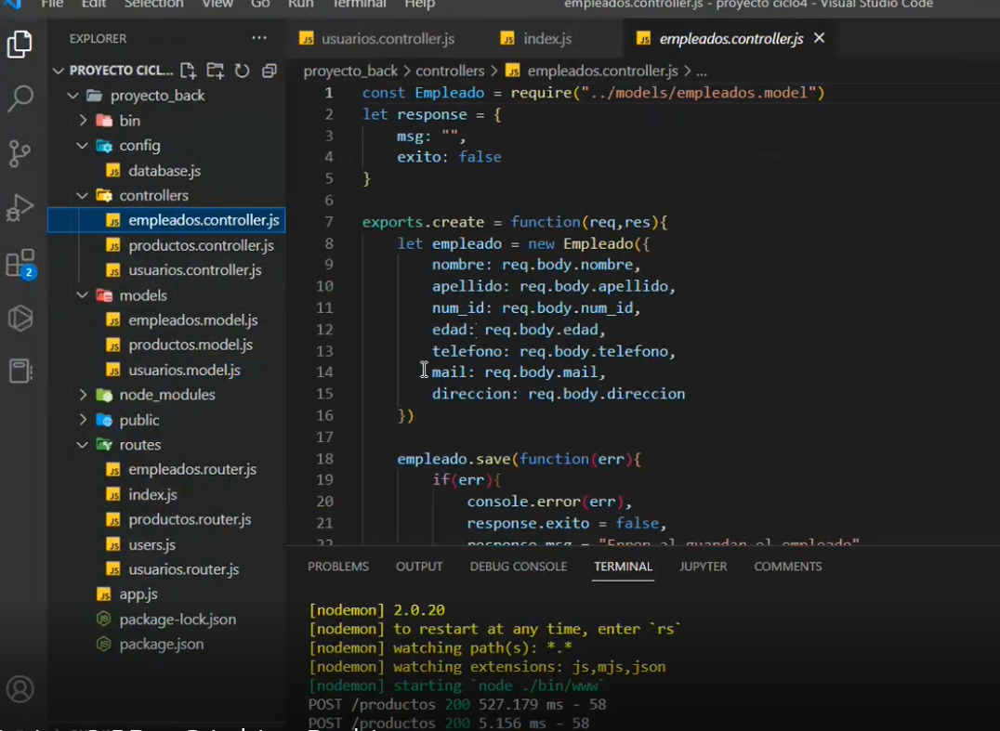 File Edit Selection View Go Run Terminal Help
empleados.controller.js - proyecto ciclo4 - Visual Studio Code
EXPLORER ...
usuarios.controller.js index.js empleados.controller.js
PROYECTO CICL...
proyecto_back > controllers > empleados.controller.js > ...
proyecto_back
bin
config
database.js
controllers
empleados.controller.js
productos.controller.js
usuarios.controller.js
models
empleados.model.js
productos.model.js
usuarios.model.js
node_modules
public
routes
empleados.router.js
index.js
productos.router.js
users.js
usuarios.router.js
app.js
package-lock.json
package.json
2
1 const Empleado = require("../models/empleados.model")
2 let response = {
3 msg: "",
4 exito: false
5 }
6
7 exports.create = function(req,res){
8 let empleado = new Empleado({
9 nombre: req.body.nombre,
10 apellido: req.body.apellido,
11 num_id: req.body.num_id,
12 edad: req.body.edad,
13 telefono: req.body.telefono,
14 mail: req.body.mail,
15 direccion: req.body.direccion
16 })
17
18 empleado.save(function(err){
19 if(err){
20 console.error(err),
21 response.exito = false,
22 response.msg = "Error al guardar el empleado"
PROBLEMS OUTPUT DEBUG CONSOLE TERMINAL JUPYTER COMMENTS
[nodemon] 2.0.20
[nodemon] to restart at any time, enter `rs`
[nodemon] watching path(s): *.*
[nodemon] watching extensions: js,mjs,json
[nodemon] starting `node ./bin/www`
POST /productos 200 527.179 ms - 58
POST /productos 200 5.156 ms - 58